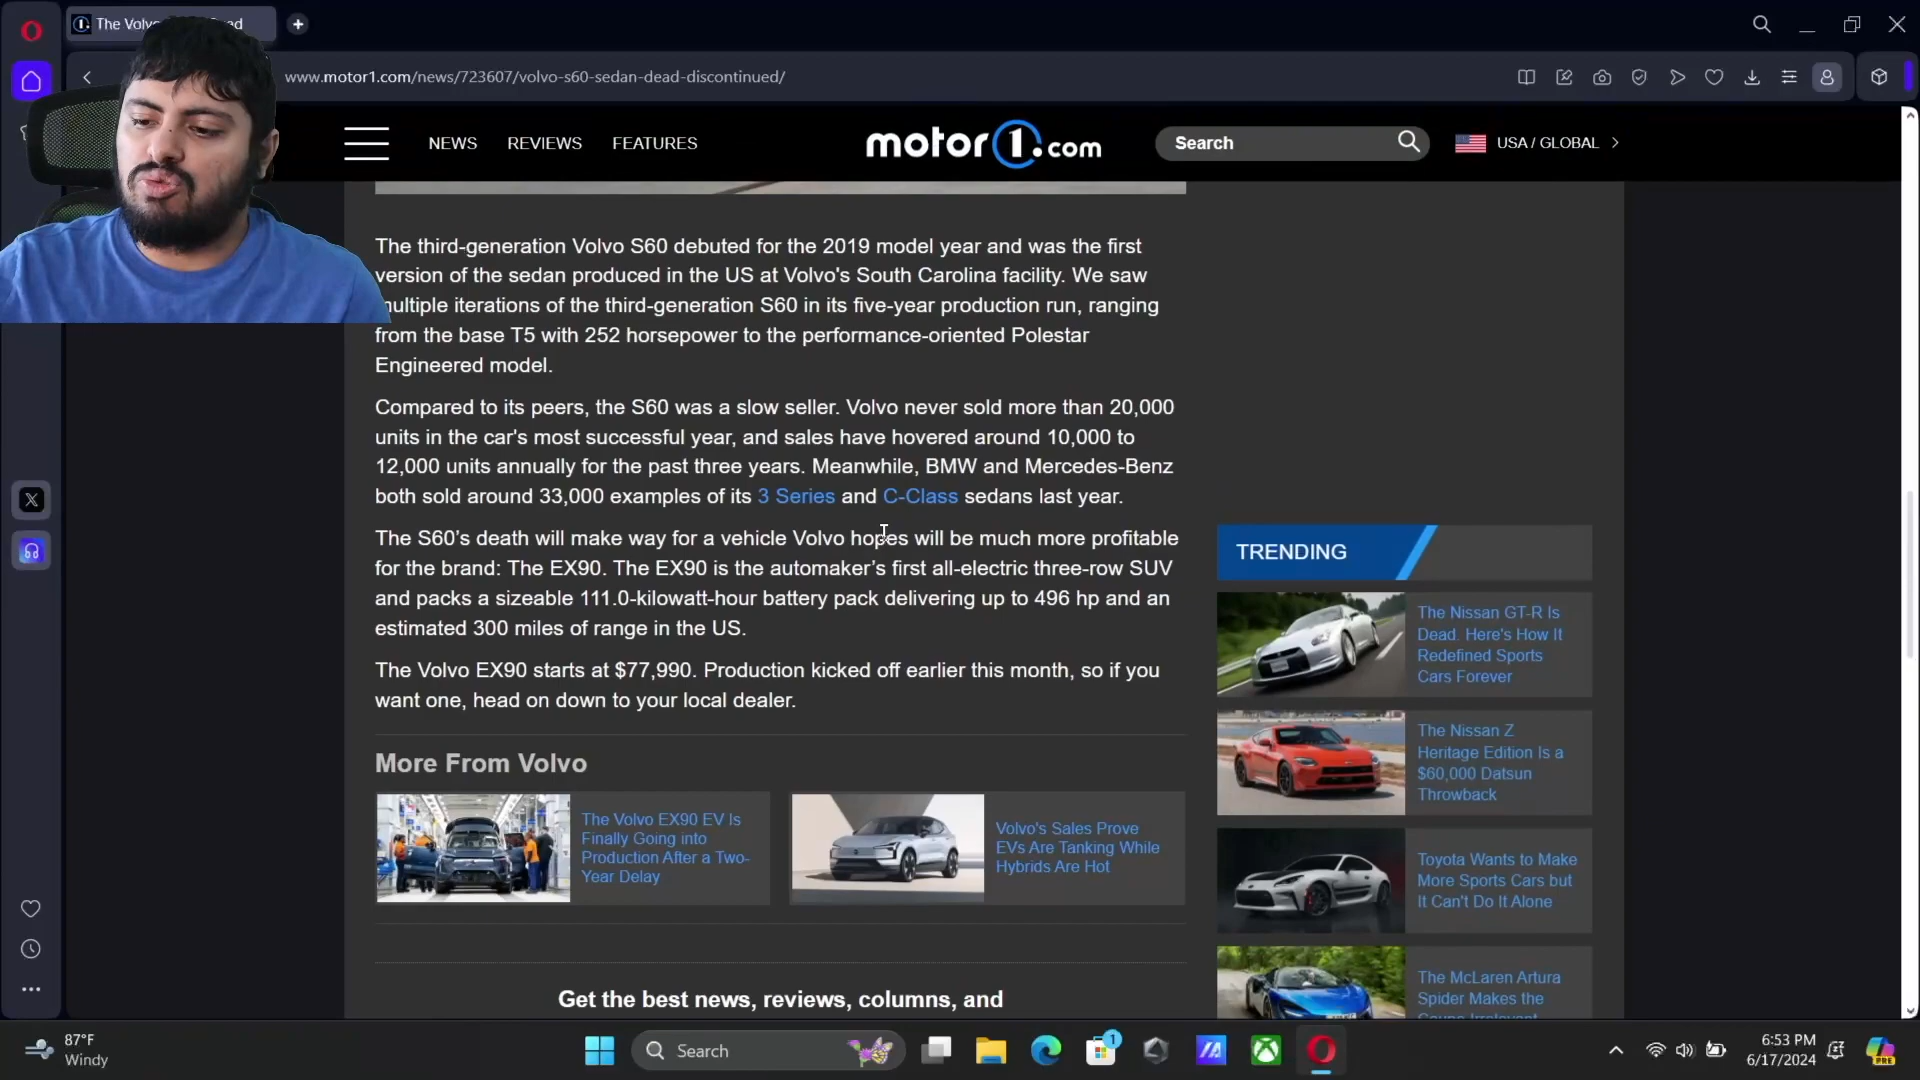 The Volv
ead
www.motor1.com/news/723607/volvo-s60-sedan-dead-discontinued/
NEWS
REVIEWS
FEATURES
motor1.com
Search
USA / GLOBAL
The third-generation Volvo S60 debuted for the 2019 model year and was the first
version of the sedan produced in the US at Volvo's South Carolina facility. We saw
multiple iterations of the third-generation S60 in its five-year production run, ranging
from the base T5 with 252 horsepower to the performance-oriented Polestar
Engineered model.
Compared to its peers, the S60 was a slow seller. Volvo never sold more than 20,000
units in the car's most successful year, and sales have hovered around 10,000 to
12,000 units annually for the past three years. Meanwhile, BMW and Mercedes-Benz
both sold around 33,000 examples of its 3 Series and C-Class sedans last year.
The S60’s death will make way for a vehicle Volvo hopes will be much more profitable
for the brand: The EX90. The EX90 is the automaker’s first all-electric three-row SUV
and packs a sizeable 111.0-kilowatt-hour battery pack delivering up to 496 hp and an
estimated 300 miles of range in the US.
The Volvo EX90 starts at $77,990. Production kicked off earlier this month, so if you
want one, head on down to your local dealer.
More From Volvo
The Volvo EX90 EV Is
Finally Going into
Production After a Two-
Year Delay
Volvo's Sales Prove
EVs Are Tanking While
Hybrids Are Hot
Get the best news, reviews, columns, and
TRENDING
The Nissan GT-R Is
Dead. Here's How It
Redefined Sports
Cars Forever
The Nissan Z
Heritage Edition Is a
$60,000 Datsun
Throwback
Toyota Wants to Make
More Sports Cars but
It Can't Do It Alone
The McLaren Artura
Spider Makes the
Coupe Irrelevant
87°F
Windy
Search
1
6:53 PM
6/17/2024
PRE